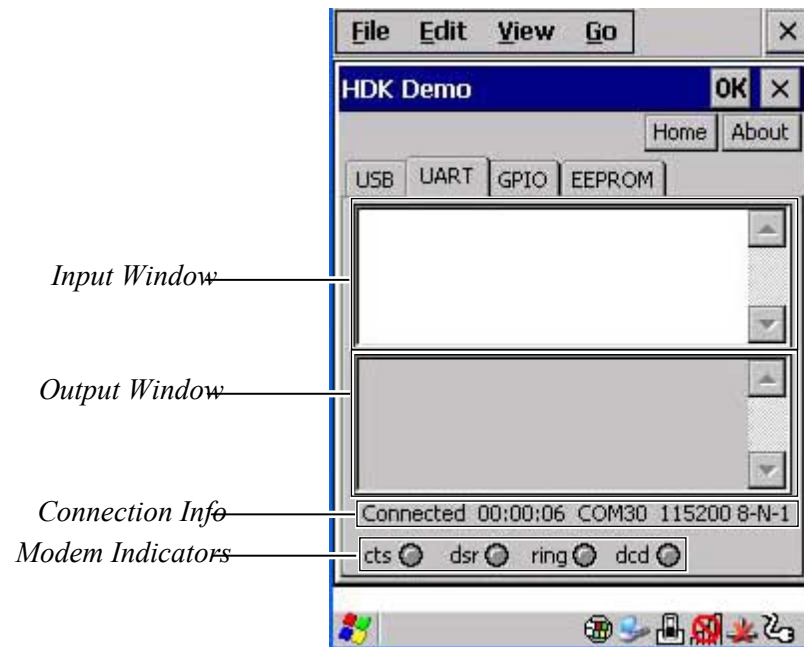 File Edit View Go ×
HDK Demo OK ×
Home About
USB UART GPIO EEPROM
Input Window
Output Window
Connection Info
Connected 00:00:06 COM30 115200 8-N-1
Modem Indicators
cts dsr ring dcd